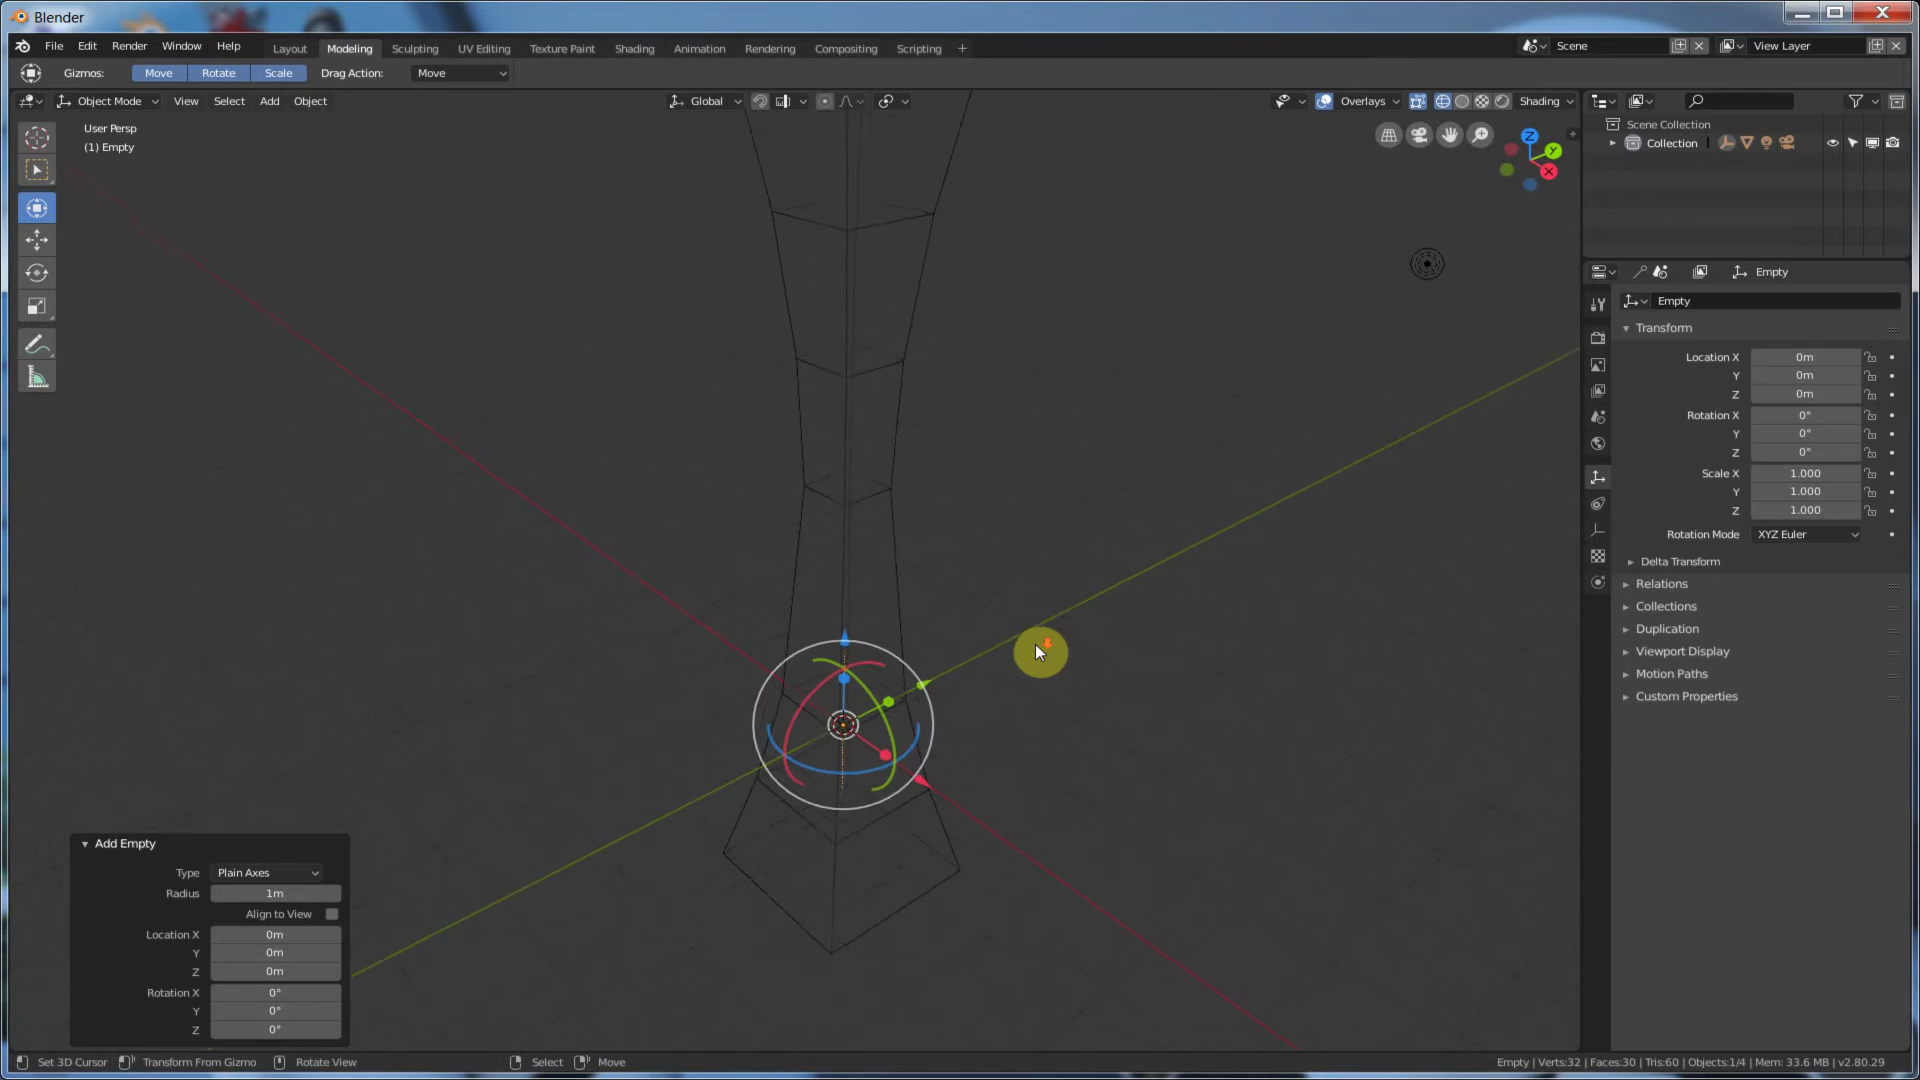 Blender
File Edit Render Window Help Layout Modeling Sculpting UV Editing Texture Paint Shading Animation Rendering Compositing Scripting + Scene View Layer
Gizmos: Move Rotate Scale Drag Action: Move
Object Mode View Select Add Object Global Overlays Shading
User Persp
(1) Empty
Z
Y
X
Scene Collection
Collection
Empty
Empty
Transform
Location X 0m
Y 0m
Z 0m
Rotation X 0°
Y 0°
Z 0°
Scale X 1.000
Y 1.000
Z 1.000
Rotation Mode XYZ Euler
Delta Transform
Relations
Collections
Duplication
Viewport Display
Motion Paths
Custom Properties
Add Empty
Type Plain Axes
Radius 1m
Align to View
Location X 0m
Y 0m
Z 0m
Rotation X 0°
Y 0°
Z 0°
Set 3D Cursor Transform From Gizmo Rotate View Select Move Empty | Verts:32 | Faces:30 | Tris:60 | Objects:1/4 | Mem: 33.6 MB | v2.80.29